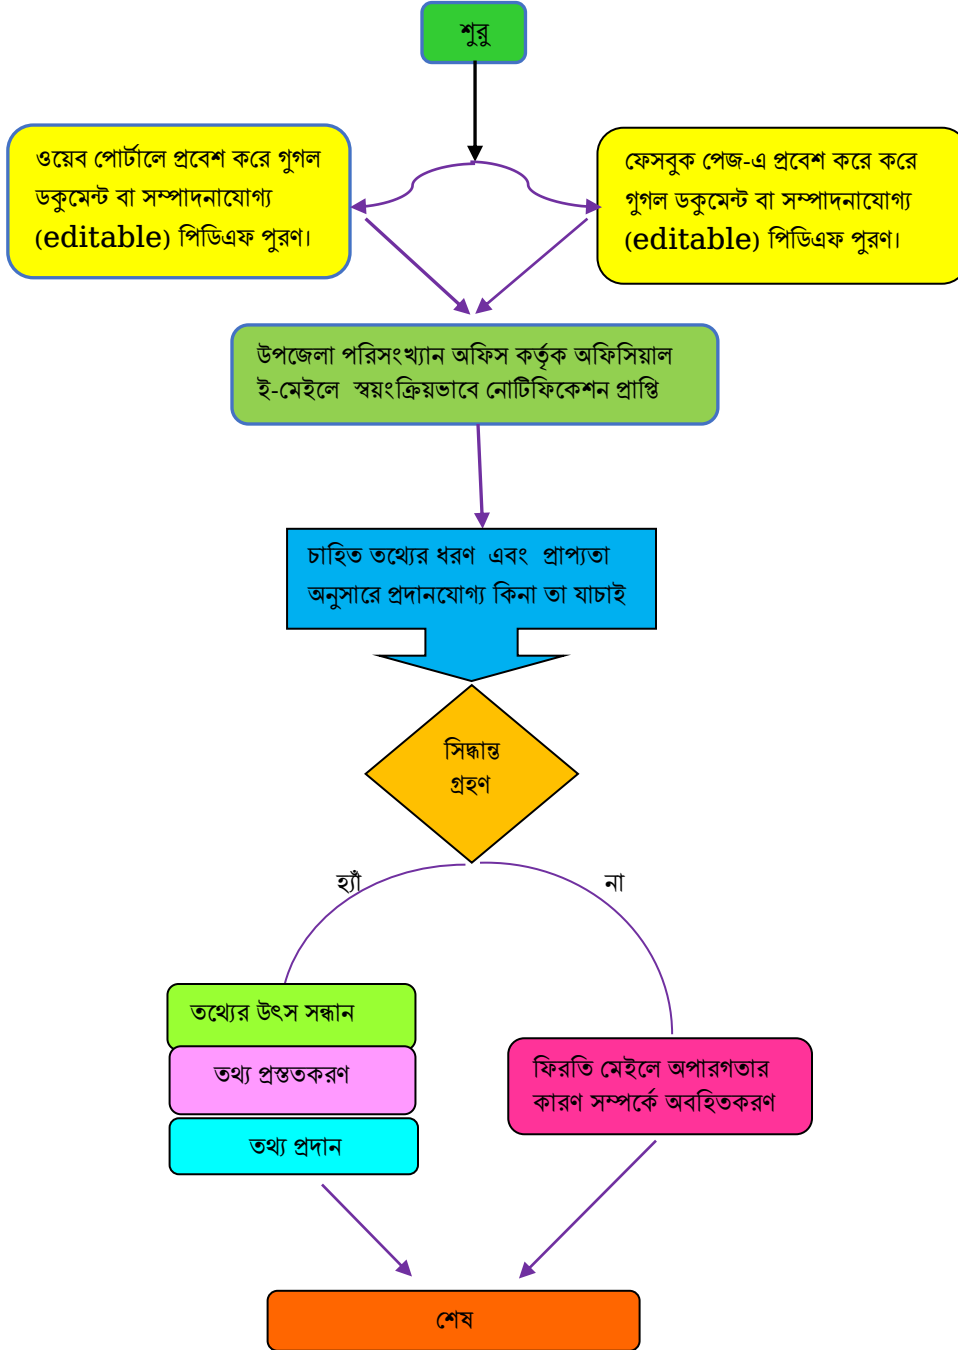 শুরু
ওয়েব পোর্টালে প্রবেশ করে গুগল
ডকুমেন্ট বা সম্পাদনাযোগ্য
(editable) পিডিএফ পুরণ।
ফেসবুক পেজ-এ প্রবেশ করে করে
গুগল ডকুমেন্ট বা সম্পাদনাযোগ্য
(editable) পিডিএফ পুরণ।
উপজেলা পরিসংখ্যান অফিস কর্তৃক অফিসিয়াল
ই-মেইলে স্বয়ংক্রিয়ভাবে নোটিফিকেশন প্রাপ্তি
চাহিত তথ্যের ধরণ এবং প্রাপ্যতা
অনুসারে প্রদানযোগ্য কিনা তা যাচাই
সিদ্ধান্ত
গ্রহণ
হ্যাঁ
না
তথ্যের উৎস সন্ধান
তথ্য প্রস্ততকরণ
তথ্য প্রদান
ফিরতি মেইলে অপারগতার
কারণ সম্পর্কে অবহিতকরণ
শেষ